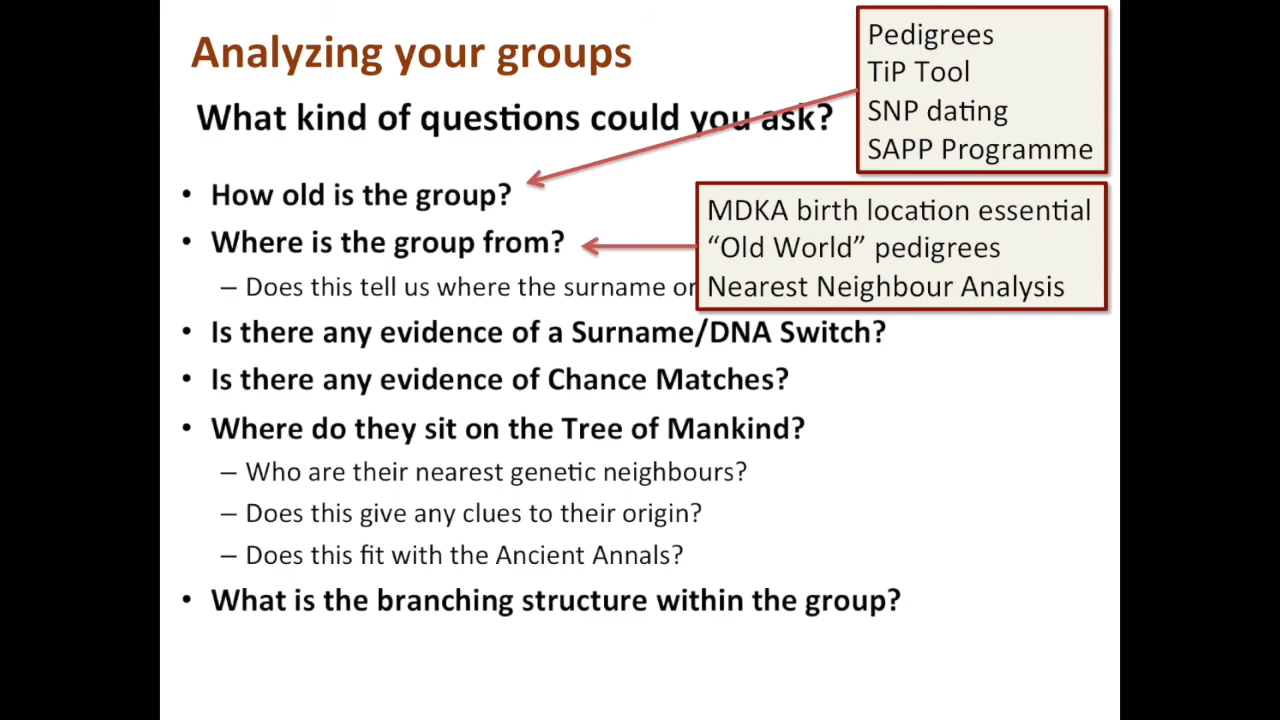 Analyzing your groups
What kind of questions could you ask?
Pedigrees
TiP Tool
SNP dating
SAPP Programme
• How old is the group?
• Where is the group from?
– Does this tell us where the surname or
MDKA birth location essential
“Old World” pedigrees
Nearest Neighbour Analysis
• Is there any evidence of a Surname/DNA Switch?
• Is there any evidence of Chance Matches?
• Where do they sit on the Tree of Mankind?
– Who are their nearest genetic neighbours?
– Does this give any clues to their origin?
– Does this fit with the Ancient Annals?
• What is the branching structure within the group?